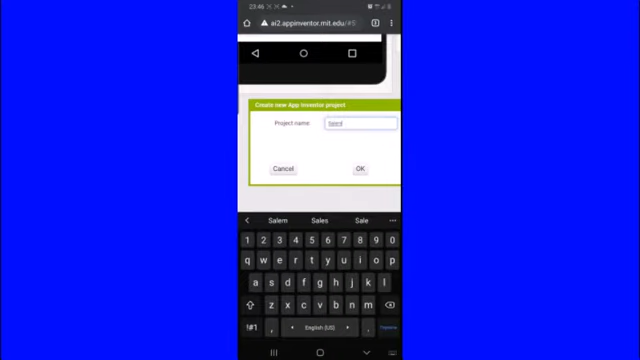 23:46
ai2.appinventor.mit.edu/#5
Create new App Inventor project
Project name
Cancel OK
Salem Sales Sale
1 2 3 4 5 6 7 8 9 0
q w e r t y u i o p
a s d f g h j k l
z x c v b n m
!#1 , English (US) .